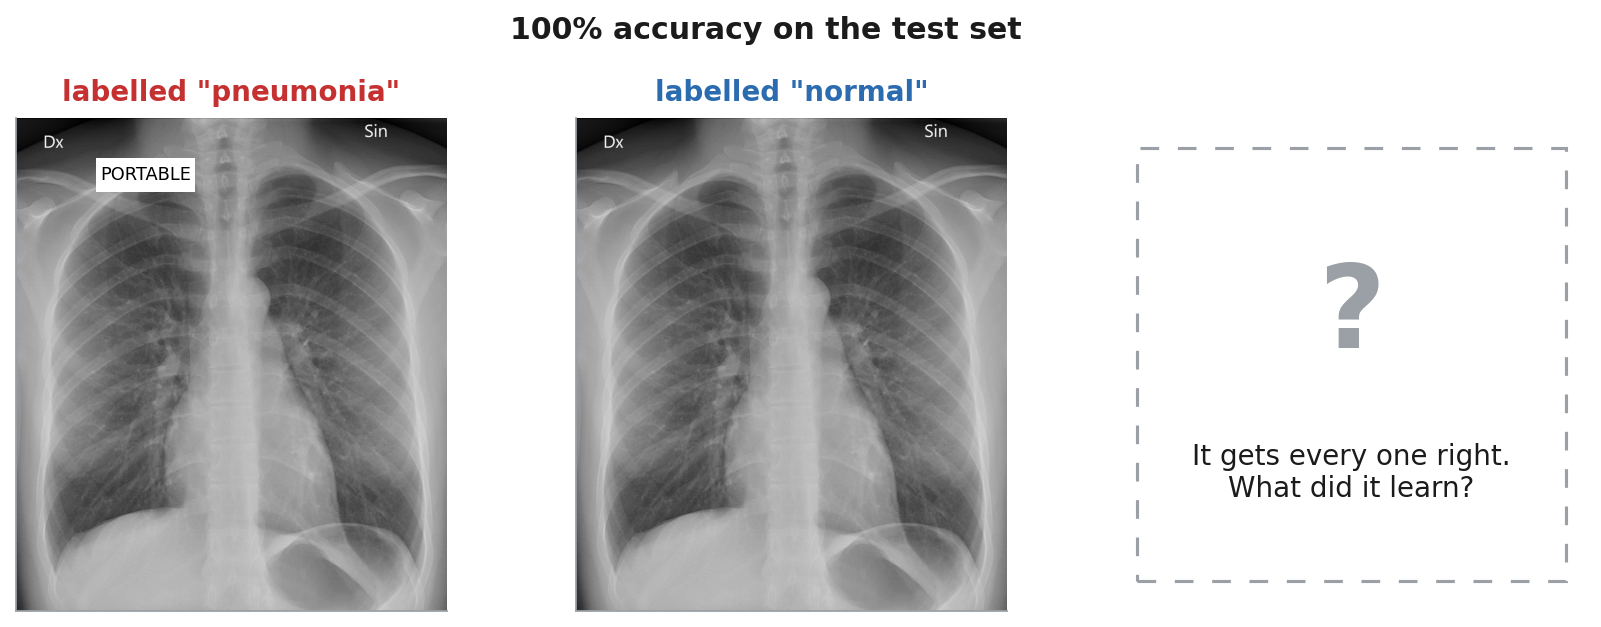 100% accuracy on the test set
labelled "pneumonia"
labelled "normal"
Dx
Sin
PORTABLE
Dx
Sin
?
It gets every one right.
What did it learn?